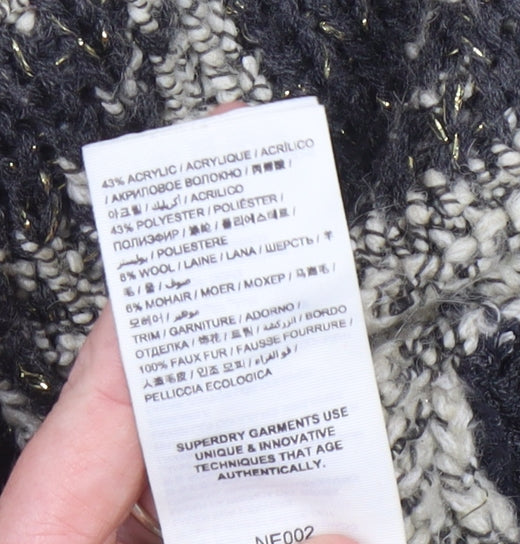 43% ACRYLIC / ACRYLIQUE / ACRÍLICO
/ АКРИЛОВОЕ ВОЛОКНО / 丙烯酸 /
아크릴 / أكريليك / ACRILICO
43% POLYESTER / POLIÉSTER /
ПОЛИЭФИР / 涤纶 / 폴리에스테르 /
بوليستر / POLIESTERE
8% WOOL / LAINE / LANA / ШЕРСТЬ / 羊
毛 / 울 / صوف
6% MOHAIR / MOER / МОХЕР / 马海毛 /
모헤어 / موهير
TRIM / GARNITURE / ADORNO /
ОТДЕЛКА / 饰花 / 트림 / الزركشة / BORDO
100% FAUX FUR / FAUSSE FOURRURE /
人造毛皮 / 인조 모피 / فو الفراء /
PELLICCIA ECOLOGICA
SUPERDRY GARMENTS USE
UNIQUE & INNOVATIVE
TECHNIQUES THAT AGE
AUTHENTICALLY.
NE002